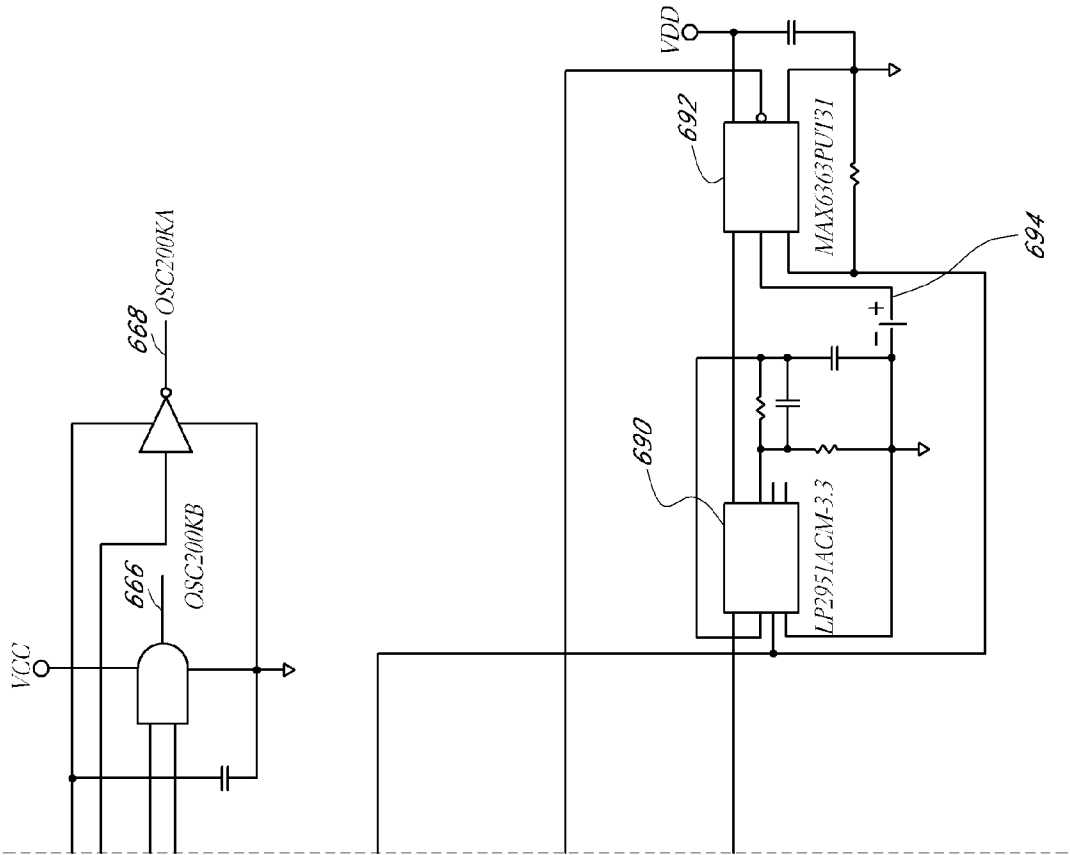 VDD
692
MAX6363PUT31
694
+
−
690
LP2951ACM-3.3
OSC200KA
668
OSC200KB
666
VCC